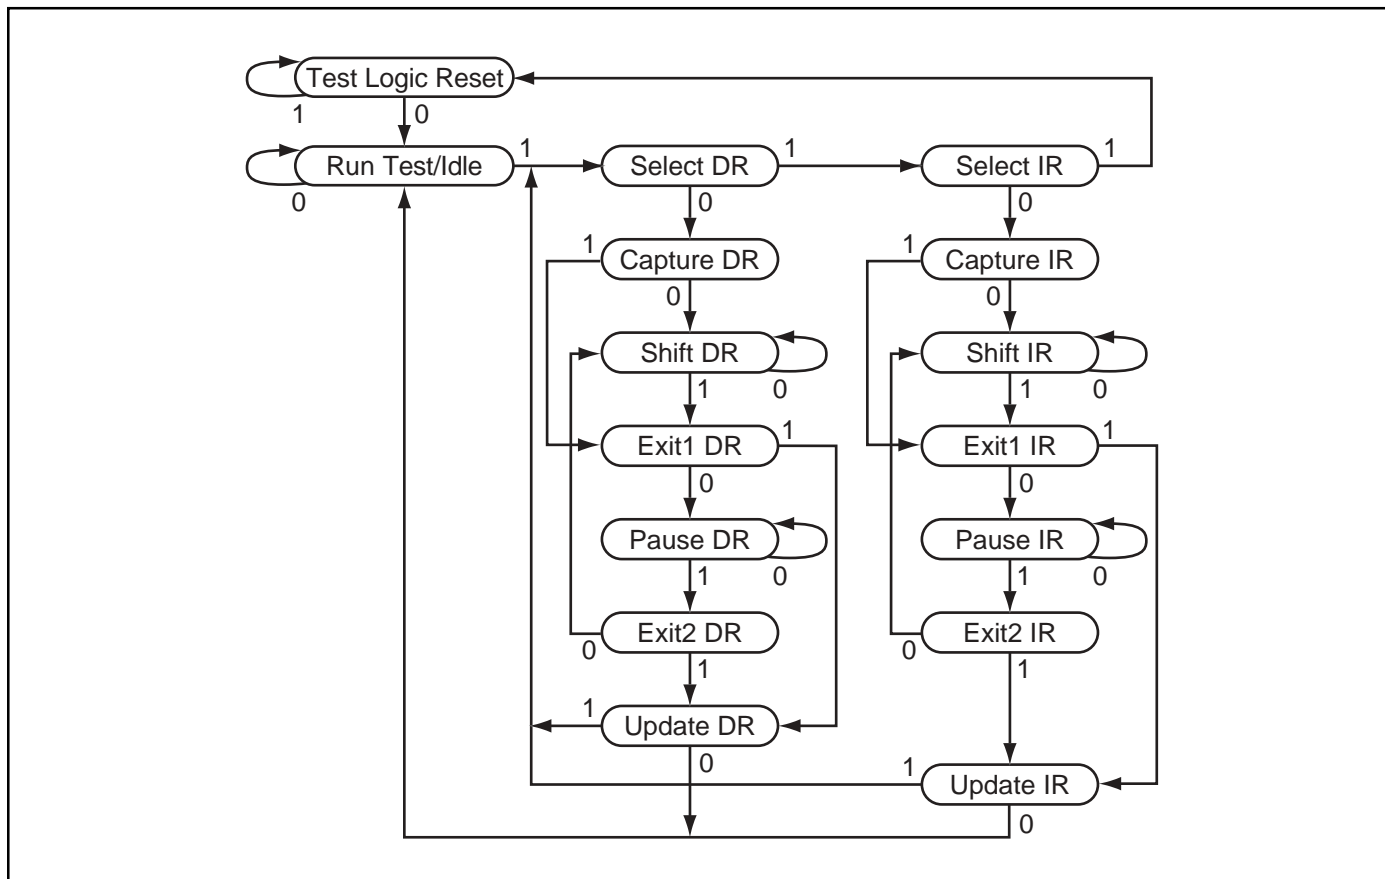 Test Logic Reset
1
0
Run Test/Idle
1
0
Select DR
1
0
Select IR
1
0
1
Capture DR
0
1
Capture IR
0
Shift DR
0
1
Shift IR
0
1
Exit1 DR
1
0
Exit1 IR
1
0
Pause DR
0
1
Pause IR
0
1
Exit2 DR
0
1
Exit2 IR
0
1
1
Update DR
0
1
Update IR
0